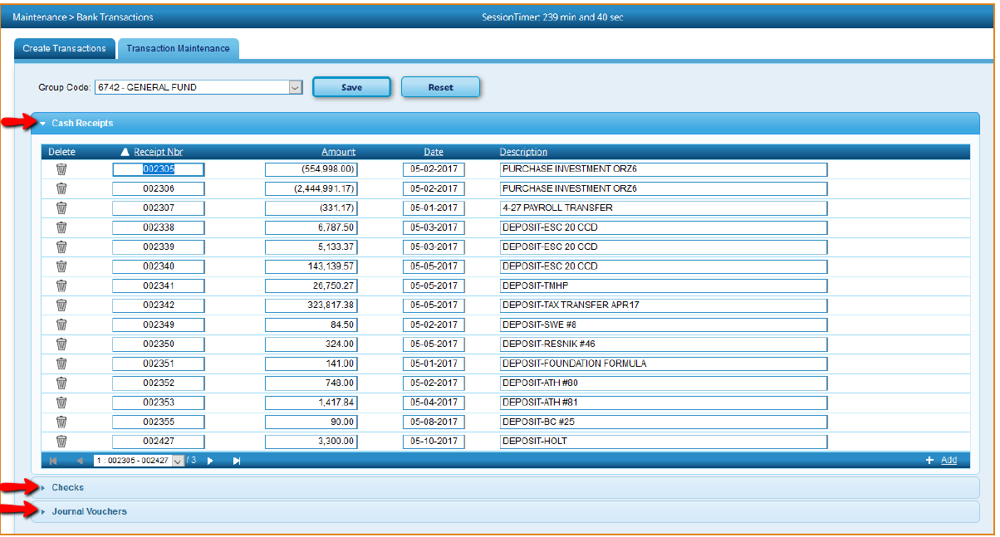 Maintenance > Bank Transactions SessionTimer: 239 min and 40 sec
Create Transactions Transaction Maintenance
Group Code: 6742 - GENERAL FUND Save Reset
Cash Receipts
Delete Receipt Nbr Amount Date Description
002305 (554,998.00) 05-02-2017 PURCHASE INVESTMENT ORZ6
002306 (2,444,991.17) 05-02-2017 PURCHASE INVESTMENT ORZ6
002307 (331.17) 05-01-2017 4-27 PAYROLL TRANSFER
002338 6,787.50 05-03-2017 DEPOSIT-ESC 20 CCD
002339 5,133.37 05-03-2017 DEPOSIT-ESC 20 CCD
002340 143,139.57 05-05-2017 DEPOSIT-ESC 20 CCD
002341 26,750.27 05-05-2017 DEPOSIT-TMHP
002342 323,817.38 05-05-2017 DEPOSIT-TAX TRANSFER APR17
002349 84.50 05-02-2017 DEPOSIT-SWE #8
002350 324.00 05-05-2017 DEPOSIT-RESNIK #46
002351 141.00 05-01-2017 DEPOSIT-FOUNDATION FORMULA
002352 748.00 05-02-2017 DEPOSIT-ATH #80
002353 1,417.84 05-04-2017 DEPOSIT-ATH #81
002355 90.00 05-08-2017 DEPOSIT-BC #25
002427 3,300.00 05-10-2017 DEPOSIT-HOLT
1 : 002305 - 002427 / 3 + Add
Checks
Journal Vouchers